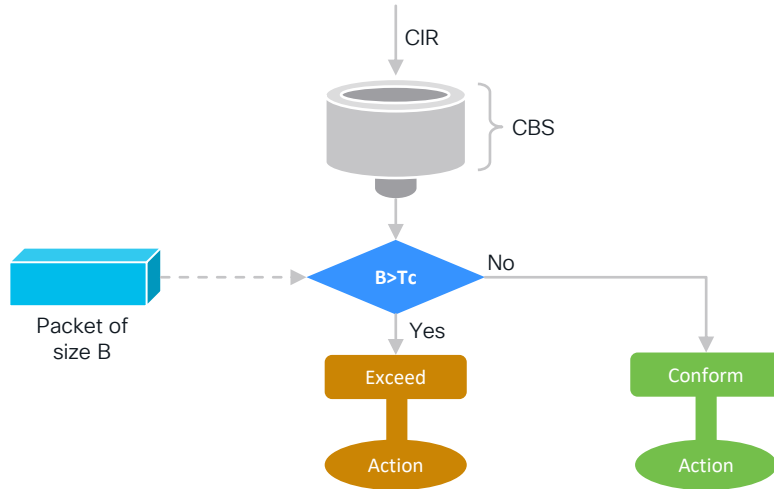 CIR
CBS
B>Tc
No
Packet of
size B
Yes
Exceed
Conform
Action
Action